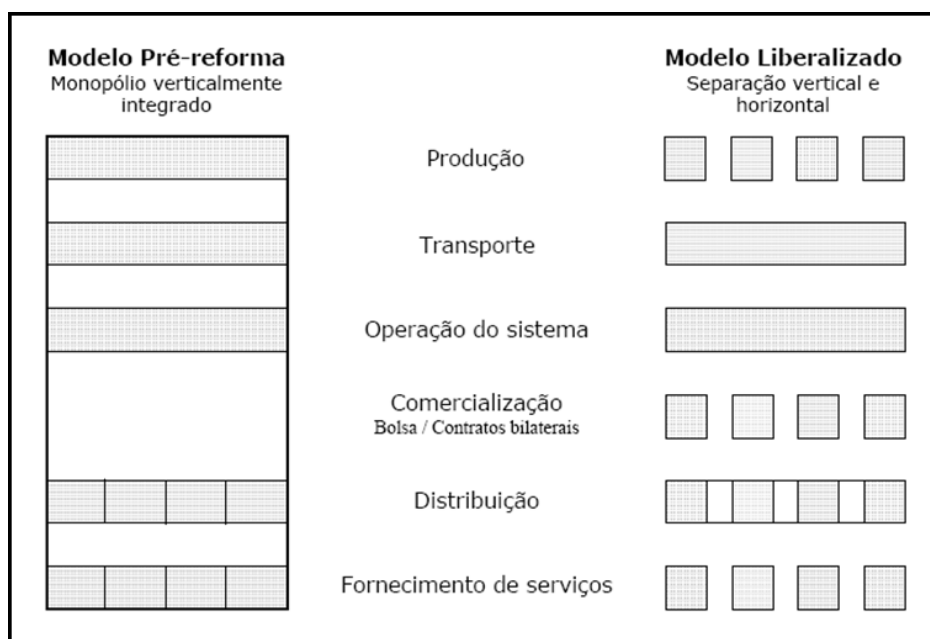 Modelo Pré-reforma
Monopólio verticalmente
integrado
Modelo Liberalizado
Separação vertical e
horizontal
Produção
Transporte
Operação do sistema
Comercialização
Bolsa / Contratos bilaterais
Distribuição
Fornecimento de serviços